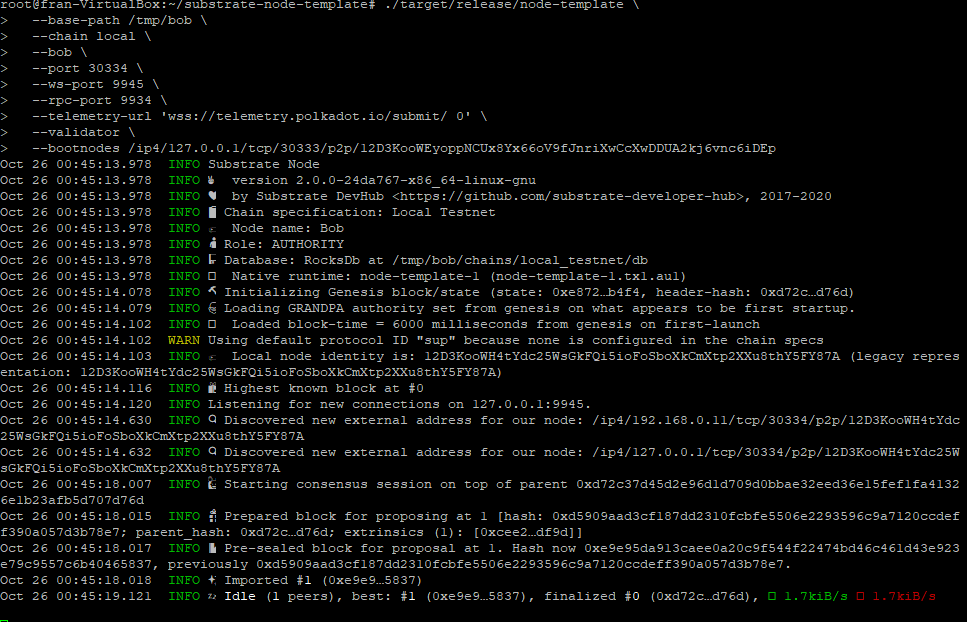 root@fran-VirtualBox:~/substrate-node-template# ./target/release/node-template \
>   --base-path /tmp/bob \
>   --chain local \
>   --bob \
>   --port 30334 \
>   --ws-port 9945 \
>   --rpc-port 9934 \
>   --telemetry-url 'wss://telemetry.polkadot.io/submit/ 0' \
>   --validator \
>   --bootnodes /ip4/127.0.0.1/tcp/30333/p2p/12D3KooWEyoppNCUx8Yx66oV9fJnriXwCcXwDDUA2kj6vnc6iDEp
Oct 26 00:45:13.978  INFO Substrate Node
Oct 26 00:45:13.978  INFO ✌️  version 2.0.0-24da767-x86_64-linux-gnu
Oct 26 00:45:13.978  INFO ❤️  by Substrate DevHub <https://github.com/substrate-developer-hub>, 2017-2020
Oct 26 00:45:13.978  INFO 📋 Chain specification: Local Testnet
Oct 26 00:45:13.978  INFO 🏷  Node name: Bob
Oct 26 00:45:13.978  INFO 👤 Role: AUTHORITY
Oct 26 00:45:13.978  INFO 💾 Database: RocksDb at /tmp/bob/chains/local_testnet/db
Oct 26 00:45:13.978  INFO ⛓  Native runtime: node-template-1 (node-template-1.tx1.au1)
Oct 26 00:45:14.078  INFO 🔨 Initializing Genesis block/state (state: 0xe872…b4f4, header-hash: 0xd72c…d76d)
Oct 26 00:45:14.079  INFO 👴 Loading GRANDPA authority set from genesis on what appears to be first startup.
Oct 26 00:45:14.102  INFO ⏱  Loaded block-time = 6000 milliseconds from genesis on first-launch
Oct 26 00:45:14.102  WARN Using default protocol ID "sup" because none is configured in the chain specs
Oct 26 00:45:14.103  INFO 🏷  Local node identity is: 12D3KooWH4tYdc25WsGkFQi5ioFoSboXkCmXtp2XXu8thY5FY87A (legacy repres
entation: 12D3KooWH4tYdc25WsGkFQi5ioFoSboXkCmXtp2XXu8thY5FY87A)
Oct 26 00:45:14.116  INFO 📦 Highest known block at #0
Oct 26 00:45:14.120  INFO Listening for new connections on 127.0.0.1:9945.
Oct 26 00:45:14.630  INFO 🔍 Discovered new external address for our node: /ip4/192.168.0.11/tcp/30334/p2p/12D3KooWH4tYdc
25WsGkFQi5ioFoSboXkCmXtp2XXu8thY5FY87A
Oct 26 00:45:14.632  INFO 🔍 Discovered new external address for our node: /ip4/127.0.0.1/tcp/30334/p2p/12D3KooWH4tYdc25W
sGkFQi5ioFoSboXkCmXtp2XXu8thY5FY87A
Oct 26 00:45:18.007  INFO 🙌 Starting consensus session on top of parent 0xd72c37d45d2e96d1d709d0bbae32eed36e15fef1fa4132
6e1b23afb5d707d76d
Oct 26 00:45:18.015  INFO 🎁 Prepared block for proposing at 1 [hash: 0xd5909aad3cf187dd2310fcbfe5506e2293596c9a7120ccdef
f390a057d3b78e7; parent_hash: 0xd72c…d76d; extrinsics (1): [0xcee2…df9d]]
Oct 26 00:45:18.017  INFO 🔖 Pre-sealed block for proposal at 1. Hash now 0xe9e95da913caee0a20c9f544f22474bd46c461d43e923
e79c9557c6b40465837, previously 0xd5909aad3cf187dd2310fcbfe5506e2293596c9a7120ccdeff390a057d3b78e7.
Oct 26 00:45:18.018  INFO ✨ Imported #1 (0xe9e9…5837)
Oct 26 00:45:19.121  INFO 💤 Idle (1 peers), best: #1 (0xe9e9…5837), finalized #0 (0xd72c…d76d), ⬇ 1.7kiB/s ⬆ 1.7kiB/s